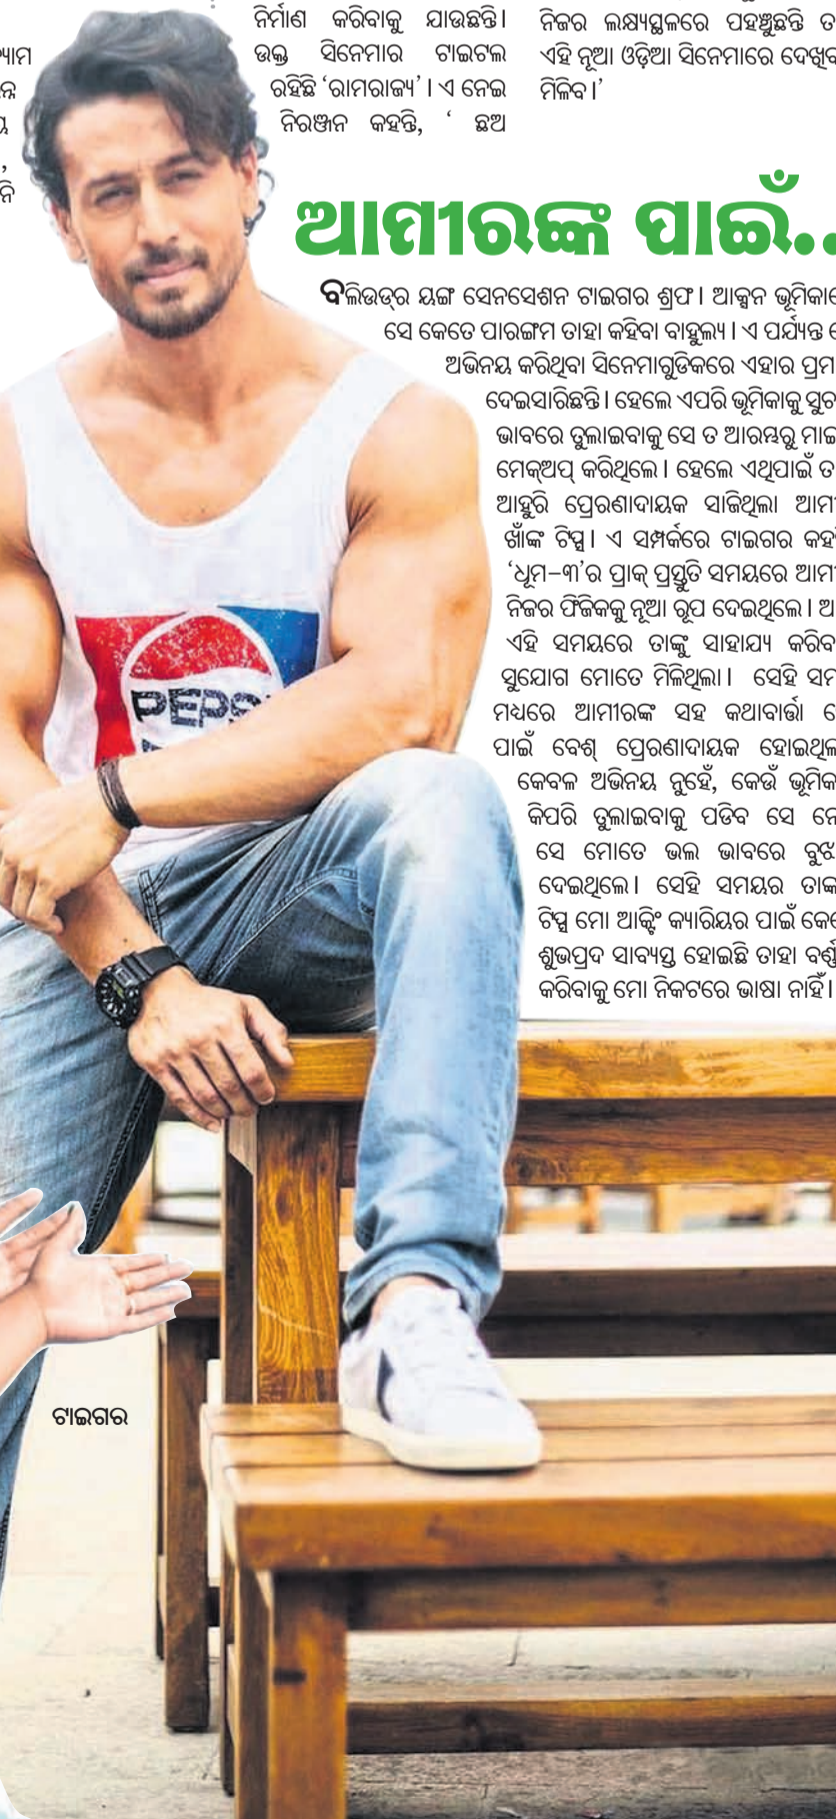 ୟାମ
ୟ
,
ନି
ନିର୍ମାଣ କରିବାକୁ ଯାଉଛନ୍ତି।
ଉକ୍ତ ସିନେମାର ଟାଇଟଲ
ରହିଛି ‘ରାମରାଜ୍ୟ’। ଏ ନେଇ
ନିରଞ୍ଜନ କହନ୍ତି, ‘ ଛଅ
ନିଜର ଲକ୍ଷ୍ୟସ୍ଥଳରେ ପହଞ୍ଚୁଛନ୍ତି ତ
ଏହି ନୂଆ ଓଡ଼ିଆ ସିନେମାରେ ଦେଖିବ
ମିଳିବ।’
ଆମୀରଙ୍କ ପାଇଁ..
ବଲିଉଡ୍‌ର ୟଙ୍ଗ ସେନସେଶନ ଟାଇଗର ଶ୍ରଫ। ଆକ୍ସନ ଭୂମିକାରେ
ସେ କେତେ ପାରଙ୍ଗମ ତାହା କହିବା ବାହୁଲ୍ୟ। ଏ ପର୍ଯ୍ୟନ୍ତ
ଅଭିନୟ କରିଥିବା ସିନେମାଗୁଡିକରେ ଏହାର ପ୍ରମ
ଦେଇସାରିଛନ୍ତି। ହେଲେ ଏପରି ଭୂମିକାକୁ ସୁଚ
ଭାବରେ ତୁଲାଇବାକୁ ସେ ତ ଆରମ୍ଭରୁ ମାଇ
ମେକ୍ଅପ୍ କରିଥିଲେ। ହେଲେ ଏଥିପାଇଁ ତ
ଆହୁରି ପ୍ରେରଣାଦାୟକ ସାଜିଥିଲା ଆମୀ
ଖାଁଙ୍କ ଟିପ୍ସ। ଏ ସମ୍ପର୍କରେ ଟାଇଗର କହ
‘ଧୂମ–୩’ର ପ୍ରାକ୍ ପ୍ରସ୍ତୁତି ସମୟରେ ଆମୀ
ନିଜର ଫିଜିକକୁ ନୂଆ ରୂପ ଦେଇଥିଲେ। ଆ
ଏହି ସମୟରେ ତାଙ୍କୁ ସାହାଯ୍ୟ କରିବ
ସୁଯୋଗ ମୋତେ ମିଳିଥିଲା। ସେହି ସମ
ମଧ୍ୟରେ ଆମୀରଙ୍କ ସହ କଥାବାର୍ତ୍ତା
ପାଇଁ ବେଶ୍ ପ୍ରେରଣାଦାୟକ ହୋଇଥିଲ
କେବଳ ଅଭିନୟ ନୁହେଁ, କେଉଁ ଭୂମିକ
କିପରି ତୁଲାଇବାକୁ ପଡିବ ସେ ନେ
ସେ ମୋତେ ଭଲ ଭାବରେ ବୁଝ
ଦେଇଥିଲେ। ସେହି ସମୟର ତାଙ୍କ
ଟିପ୍ସ ମୋ ଆକ୍ଟିଂ କ୍ୟାରିୟର ପାଇଁ କେତେ
ଶୁଭପ୍ରଦ ସାବ୍ୟସ୍ତ ହୋଇଛି ତାହା ବର୍ଣ୍ଣ
କରିବାକୁ ମୋ ନିକଟରେ ଭାଷା ନାହିଁ।
PEPS
ଟାଇଗର